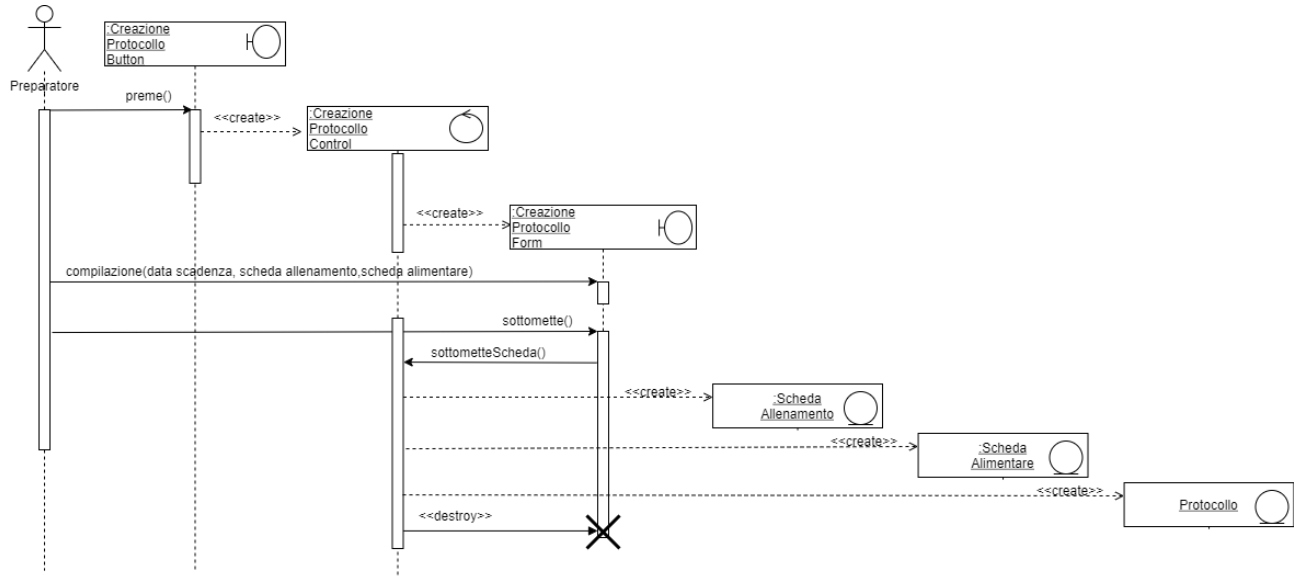 :Creazione
Protocollo
Button
Preparatore
preme()
<<create>>
:Creazione
Protocollo
Control
<<create>>
:Creazione
Protocollo
Form
compilazione(data scadenza, scheda allenamento,scheda alimentare)
sottomette()
sottometteScheda()
<<create>>
:Scheda
Allenamento
<<create>>
:Scheda
Alimentare
<<create>>
Protocollo
<<destroy>>